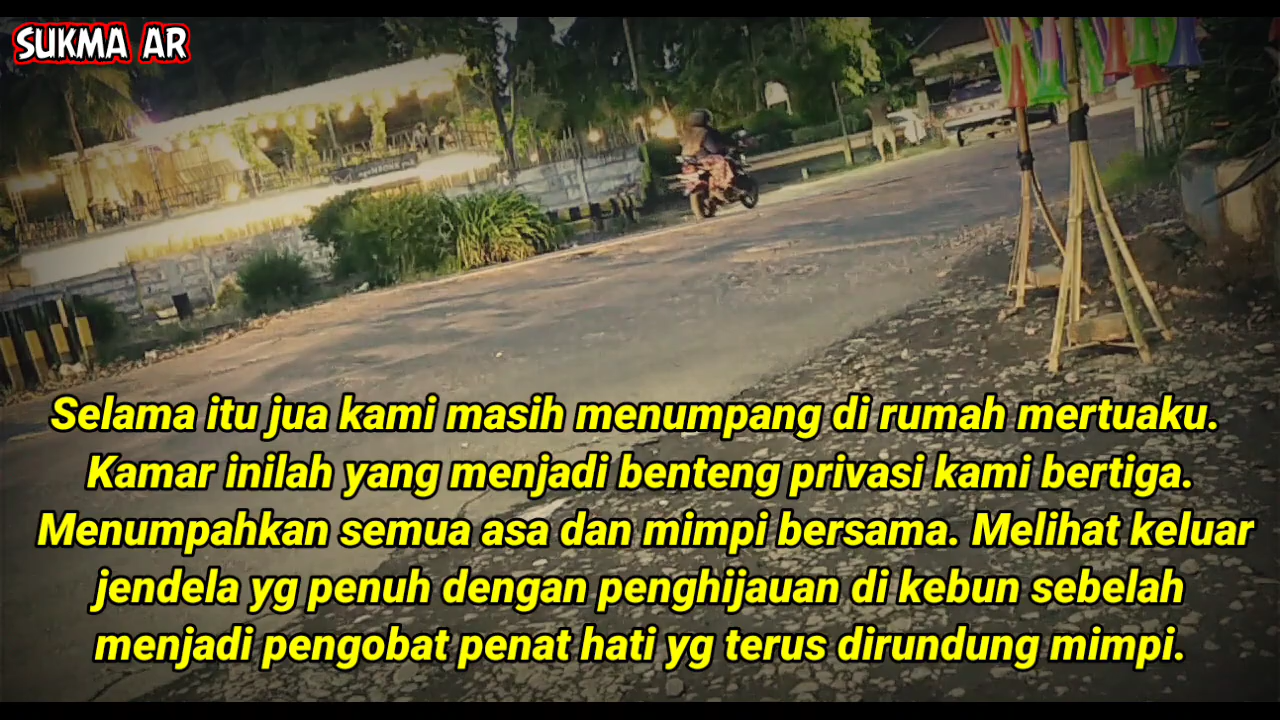 SUKMA AR
Selama itu jua kami masih menumpang di rumah mertuaku.
Kamar inilah yang menjadi benteng privasi kami bertiga.
Menumpahkan semua asa dan mimpi bersama. Melihat keluar
jendela yg penuh dengan penghijauan di kebun sebelah
menjadi pengobat penat hati yg terus dirundung mimpi.